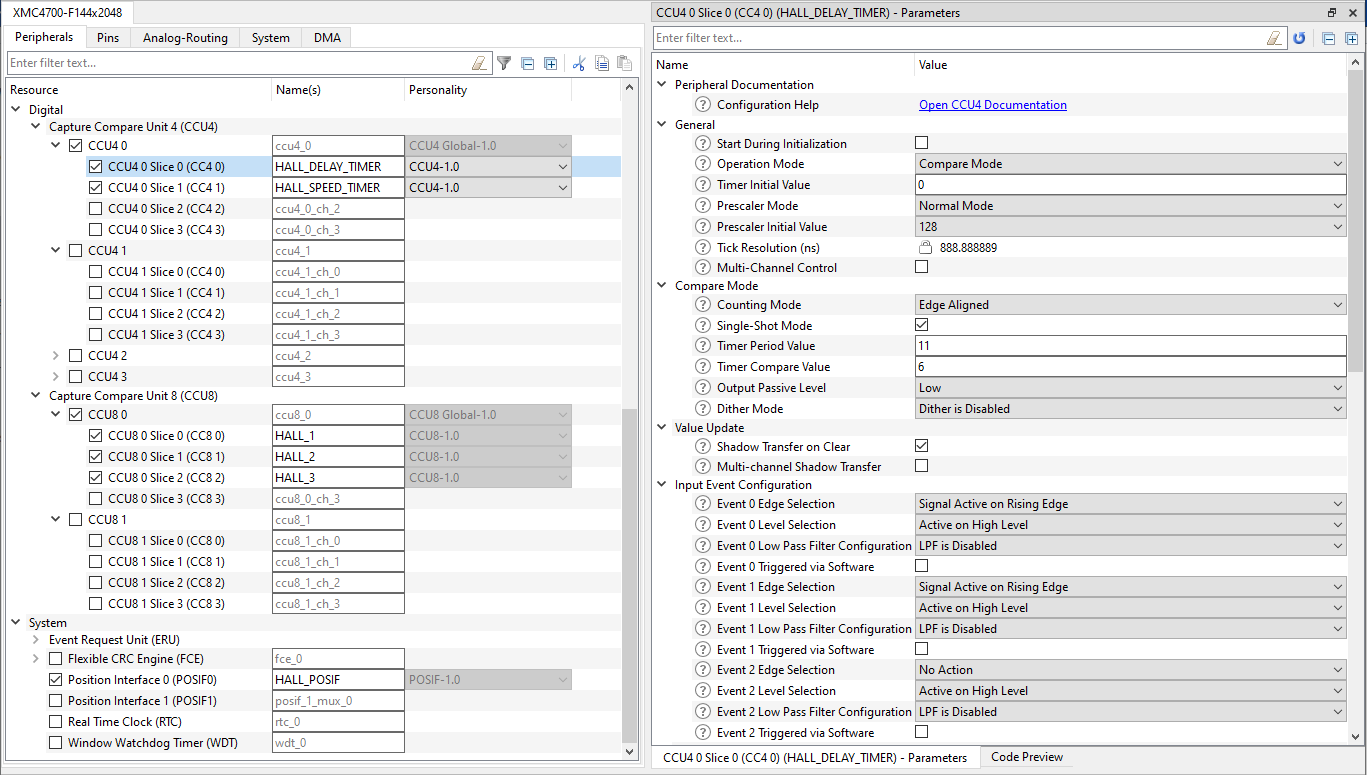 XMC4700-F144x2048
Peripherals Pins Analog-Routing System DMA
Enter filter text...
Resource Name(s) Personality
Digital
Capture Compare Unit 4 (CCU4)
CCU4 0 ccu4_0 CCU4 Global-1.0
CCU4 0 Slice 0 (CC4 0) HALL_DELAY_TIMER CCU4-1.0
CCU4 0 Slice 1 (CC4 1) HALL_SPEED_TIMER CCU4-1.0
CCU4 0 Slice 2 (CC4 2) ccu4_0_ch_2
CCU4 0 Slice 3 (CC4 3) ccu4_0_ch_3
CCU4 1 ccu4_1
CCU4 1 Slice 0 (CC4 0) ccu4_1_ch_0
CCU4 1 Slice 1 (CC4 1) ccu4_1_ch_1
CCU4 1 Slice 2 (CC4 2) ccu4_1_ch_2
CCU4 1 Slice 3 (CC4 3) ccu4_1_ch_3
CCU4 2 ccu4_2
CCU4 3 ccu4_3
Capture Compare Unit 8 (CCU8)
CCU8 0 ccu8_0 CCU8 Global-1.0
CCU8 0 Slice 0 (CC8 0) HALL_1 CCU8-1.0
CCU8 0 Slice 1 (CC8 1) HALL_2 CCU8-1.0
CCU8 0 Slice 2 (CC8 2) HALL_3 CCU8-1.0
CCU8 0 Slice 3 (CC8 3) ccu8_0_ch_3
CCU8 1 ccu8_1
CCU8 1 Slice 0 (CC8 0) ccu8_1_ch_0
CCU8 1 Slice 1 (CC8 1) ccu8_1_ch_1
CCU8 1 Slice 2 (CC8 2) ccu8_1_ch_2
CCU8 1 Slice 3 (CC8 3) ccu8_1_ch_3
System
Event Request Unit (ERU)
Flexible CRC Engine (FCE) fce_0
Position Interface 0 (POSIF0) HALL_POSIF POSIF-1.0
Position Interface 1 (POSIF1) posif_1_mux_0
Real Time Clock (RTC) rtc_0
Window Watchdog Timer (WDT) wdt_0
CCU4 0 Slice 0 (CC4 0) (HALL_DELAY_TIMER) - Parameters
Enter filter text...
Name Value
Peripheral Documentation
Configuration Help Open CCU4 Documentation
General
Start During Initialization
Operation Mode Compare Mode
Timer Initial Value 0
Prescaler Mode Normal Mode
Prescaler Initial Value 128
Tick Resolution (ns) 888.888889
Multi-Channel Control
Compare Mode
Counting Mode Edge Aligned
Single-Shot Mode
Timer Period Value 11
Timer Compare Value 6
Output Passive Level Low
Dither Mode Dither is Disabled
Value Update
Shadow Transfer on Clear
Multi-channel Shadow Transfer
Input Event Configuration
Event 0 Edge Selection Signal Active on Rising Edge
Event 0 Level Selection Active on High Level
Event 0 Low Pass Filter Configuration LPF is Disabled
Event 0 Triggered via Software
Event 1 Edge Selection Signal Active on Rising Edge
Event 1 Level Selection Active on High Level
Event 1 Low Pass Filter Configuration LPF is Disabled
Event 1 Triggered via Software
Event 2 Edge Selection No Action
Event 2 Level Selection Active on High Level
Event 2 Low Pass Filter Configuration LPF is Disabled
Event 2 Triggered via Software
CCU4 0 Slice 0 (CC4 0) (HALL_DELAY_TIMER) - Parameters Code Preview